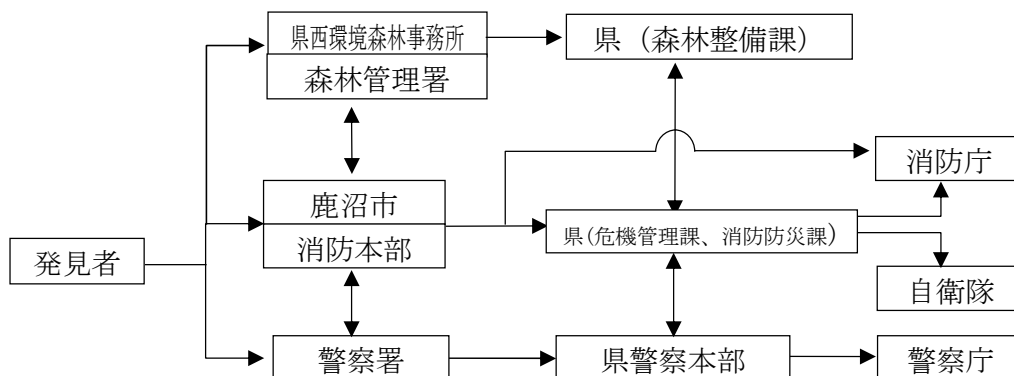 県西環境森林事務所
森林管理署
県（森林整備課）
消防庁
鹿沼市
消防本部
県(危機管理課、消防防災課)
発見者
自衛隊
警察署
県警察本部
警察庁